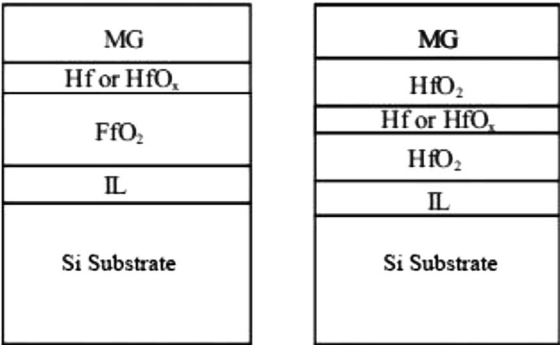 MG
Hf or HfOₓ
FfO₂
IL
Si Substrate
MG
HfO₂
Hf or HfOₓ
HfO₂
IL
Si Substrate